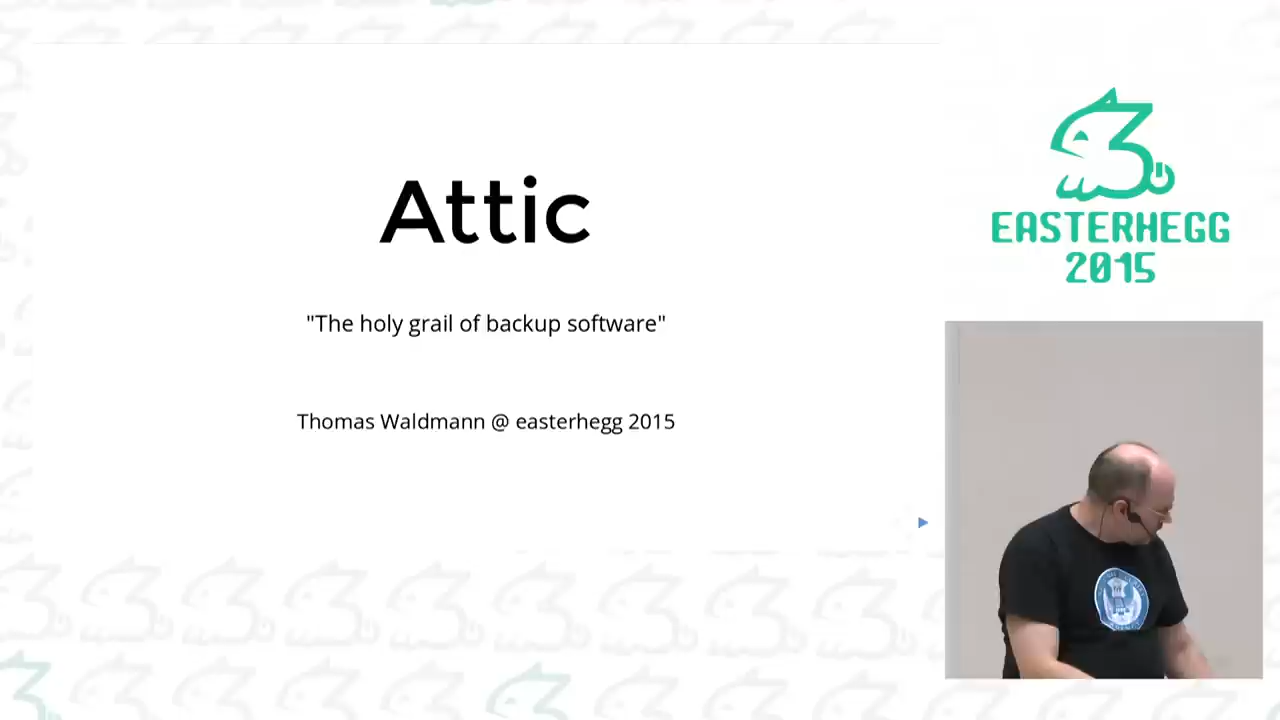 Attic
"The holy grail of backup software"
Thomas Waldmann @ easterhegg 2015
EASTERHEGG
2015